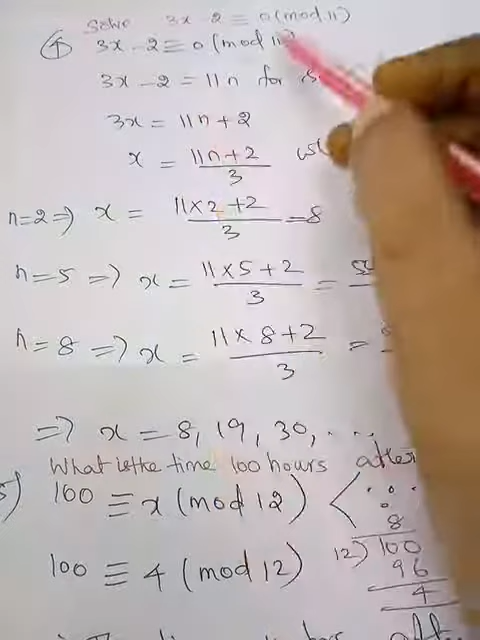 Solve 3x - 2 ≡ 0 (mod 11)
④ 3x - 2 ≡ 0 (mod 11)
3x - 2 = 11n for
3x = 11n + 2
x = 11n + 2 / 3
n = 2 => x = 11 × 2 + 2 / 3 = 8
n = 5 => x = 11 × 5 + 2 / 3 =
n = 8 => x = 11 × 8 + 2 / 3 =
=> x = 8, 19, 30, ...
What is the time 100 hours after
5) 100 ≡ x (mod 12)
8
100 ≡ 4 (mod 12) 12) 100
96
4